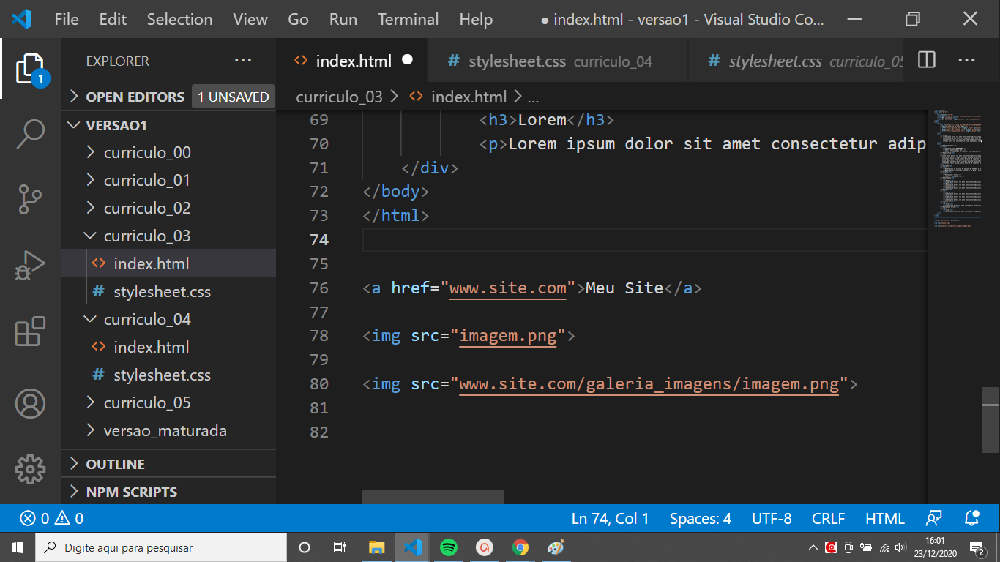 File Edit Selection View Go Run Terminal Help ● index.html - versao1 - Visual Studio Co...
EXPLORER ...
index.html stylesheet.css curriculo_04 stylesheet.css curriculo_05
1
OPEN EDITORS 1 UNSAVED
curriculo_03 > index.html > ...
VERSAO1
curriculo_00
curriculo_01
curriculo_02
curriculo_03
index.html
stylesheet.css
curriculo_04
index.html
stylesheet.css
curriculo_05
versao_maturada
OUTLINE
NPM SCRIPTS
69 <h3>Lorem</h3>
70 <p>Lorem ipsum dolor sit amet consectetur adip
71 </div>
72 </body>
73 </html>
74
75
76 <a href="www.site.com">Meu Site</a>
77
78 <img src="imagem.png">
79
80 <img src="www.site.com/galeria_imagens/imagem.png">
81
82
0 0 Ln 74, Col 1 Spaces: 4 UTF-8 CRLF HTML
Digite aqui para pesquisar
16:01
23/12/2020
2